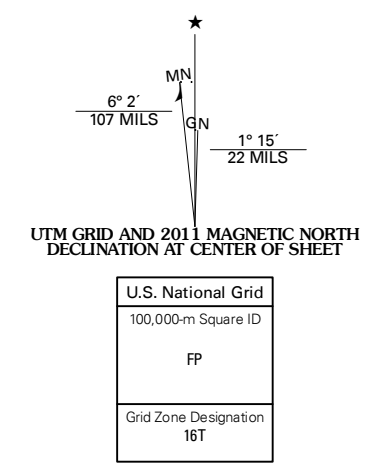 ★
MN
6° 2´
107 MILS
GN
1° 15´
22 MILS
UTM GRID AND 2011 MAGNETIC NORTH
DECLINATION AT CENTER OF SHEET
U.S. National Grid
100,000-m Square ID
FP
Grid Zone Designation
16T